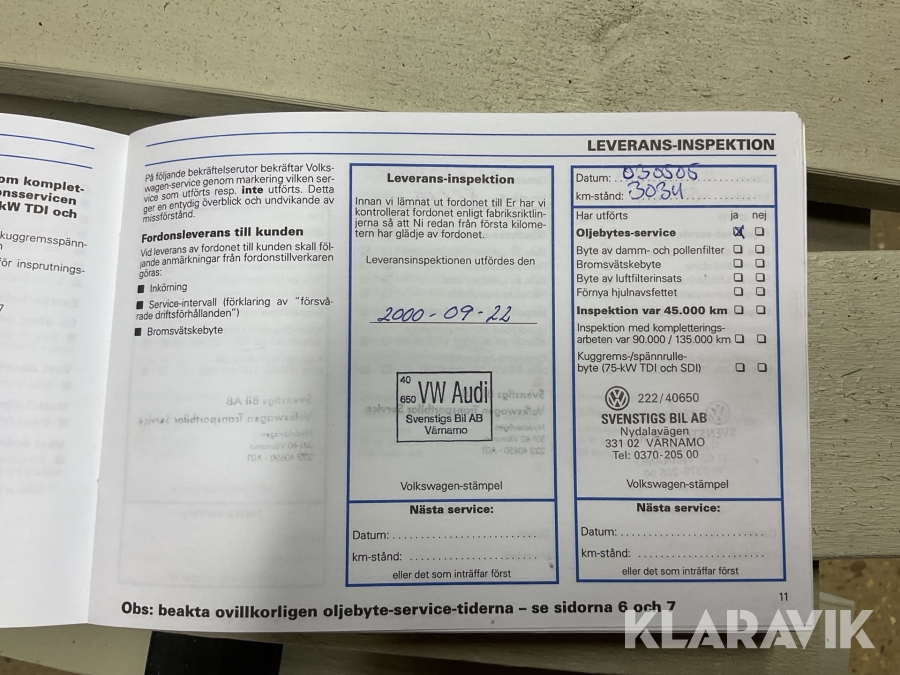 om komplet-
onsservicen
kW TDI och
kuggremsspänn-
ör insprutnings-
7
LEVERANS-INSPEKTION
På följande bekräftelserutor bekräftar Volks-
wagen-service genom markering vilken ser-
vice som utförts resp. inte utförts. Detta
ger en entydig överblick och undvikande av
missförstånd.
Fordonsleverans till kunden
Vid leverans av fordonet till kunden skall föl-
jande anmärkningar från fordonstillverkaren
göras:
■ Inkörning
■ Service-intervall (förklaring av "försvå-
rade driftsförhållanden")
■ Bromsvätskebyte
Leverans-inspektion
Innan vi lämnat ut fordonet till Er har vi
kontrollerat fordonet enligt fabriksriktlin-
jerna så att Ni redan från första kilome-
tern har glädje av fordonet.
Leveransinspektionen utfördes den
2000-09-22
40
650 VW Audi
Svenstigs Bil AB
Värnamo
Volkswagen-stämpel
Nästa service:
Datum:
km-stånd:
eller det som inträffar först
Datum: 030505
km-stånd: 3034
Har utförts ja nej
Oljebytes-service
Byte av damm- och pollenfilter
Bromsvätskebyte
Byte av luftfilterinsats
Förnya hjulnavsfettet
Inspektion var 45.000 km
Inspektion med kompletterings-
arbeten var 90.000 / 135.000 km
Kuggrems-/spännrulle-
byte (75-kW TDI och SDI)
222/40650
SVENSTIGS BIL AB
Nydalavägen
331 02 VÄRNAMO
Tel: 0370-205 00
Volkswagen-stämpel
Nästa service:
Datum:
km-stånd:
eller det som inträffar först
11
Obs: beakta ovillkorligen oljebyte-service-tiderna – se sidorna 6 och 7
KLARAVIK